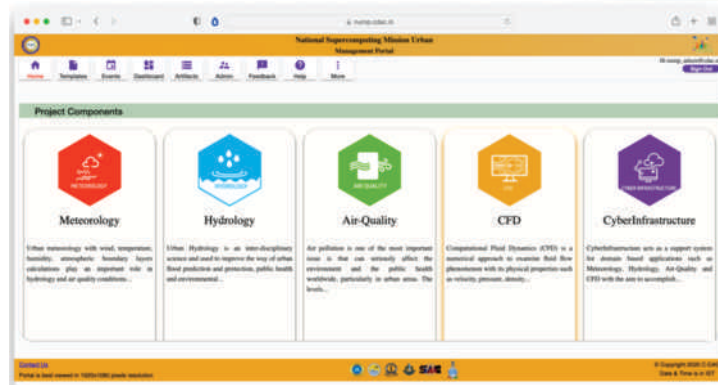 nump.cdac.in
National Supercomputing Mission Urban
Management Portal
Home Templates Events Dashboard Artifacts Admin Feedback Help More
Sign Out
Project Components
METEOROLOGY
HYDROLOGY
AIR QUALITY
CFD
CYBER INFRASTRUCTURE
Meteorology
Hydrology
Air-Quality
CFD
CyberInfrastructure
Urban meteorology with wind, temperature,
humidity, atmospheric boundary layers
calculations play an important role in
hydrology and air quality conditions...
Urban Hydrology is an inter-disciplinary
science and used to improve the way of urban
flood prediction and protection, public health
and environmental...
Air pollution is one of the most important
issue is that can seriously affect the
environment and the public health
worldwide, particularly in urban areas. The
levels...
Computational Fluid Dynamics (CFD) is a
numerical approach to examine fluid flow
phenomenon with its physical properties such
as velocity, pressure, density...
CyberInfrastructure acts as a support system
for domain based applications such as
Meteorology, Hydrology, Air-Quality and
CFD with the aim to accomplish...
Contact Us
Portal is best viewed in 1920x1080 pixels resolution
SAC
© Copyright 2020 C-DAC
Date & Time is in IST